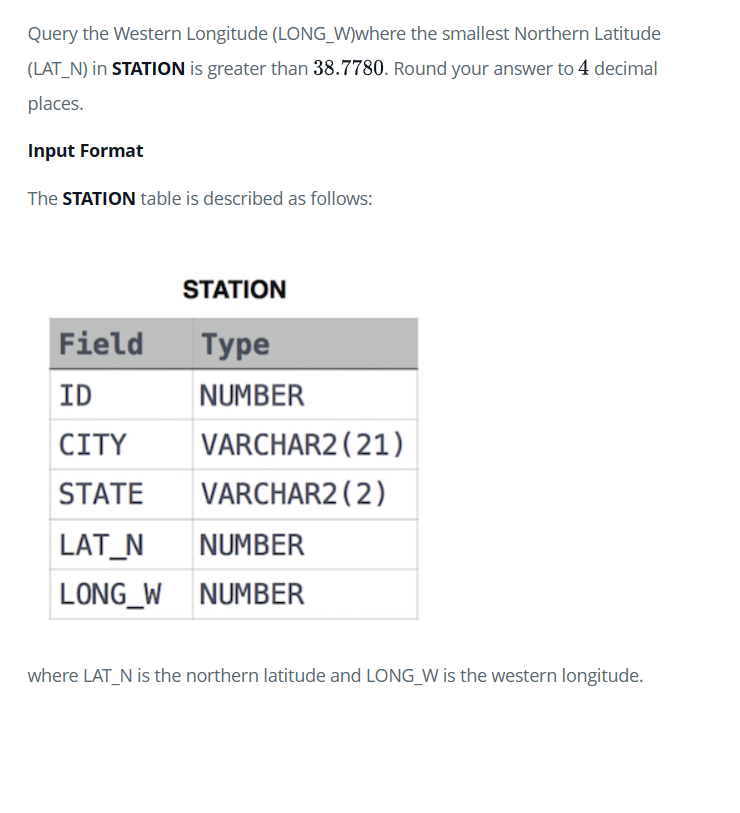 Query the Western Longitude (LONG_W)where the smallest Northern Latitude
(LAT_N) in STATION is greater than 38.7780. Round your answer to 4 decimal
places.
Input Format
The STATION table is described as follows:
STATION
Field Type
ID NUMBER
CITY VARCHAR2(21)
STATE VARCHAR2(2)
LAT_N NUMBER
LONG_W NUMBER
where LAT_N is the northern latitude and LONG_W is the western longitude.